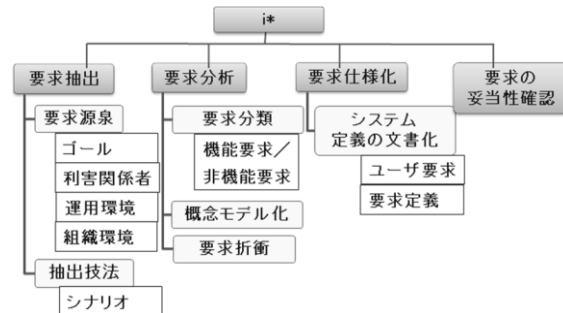 i*
要求抽出
要求源泉
ゴール
利害関係者
運用環境
組織環境
抽出技法
シナリオ
要求分析
要求分類
機能要求／
非機能要求
概念モデル化
要求折衝
要求仕様化
システム
定義の文書化
ユーザ要求
要求定義
要求の
妥当性確認